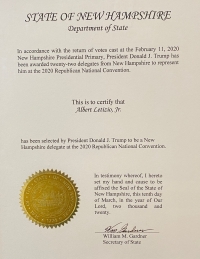 STATE OF NEW HAMPSHIRE
Department of State
In accordance with the return of votes cast at the February 11, 2020
New Hampshire Presidential Primary, President Donald J. Trump has
been awarded twenty-two delegates from New Hampshire to represent
him at the 2020 Republican National Convention.
This is to certify that
Albert Letizio, Jr.
has been selected by President Donald J. Trump to be a New
Hampshire delegate at the 2020 Republican National Convention.
In testimony whereof, I hereto
set my hand and cause to be
affixed the Seal of the State of
New Hampshire, this tenth day
of March, in the year of Our
Lord, two thousand and
twenty.
William M. Gardner
Secretary of State